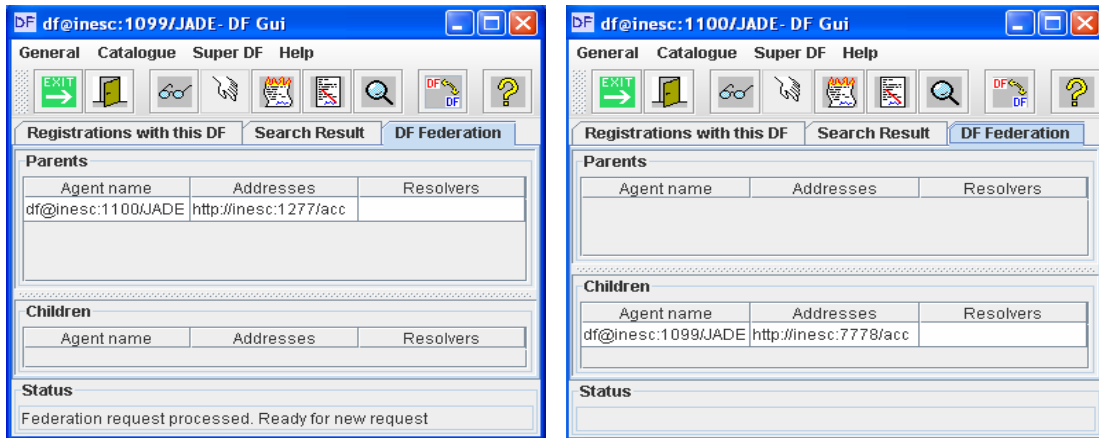 DF df@inesc:1099/JADE- DF Gui
General Catalogue Super DF Help
EXIT DF DF ?
Registrations with this DF Search Result DF Federation
Parents
Agent name Addresses Resolvers
df@inesc:1100/JADE http://inesc:1277/acc
Children
Agent name Addresses Resolvers
Status
Federation request processed. Ready for new request
DF df@inesc:1100/JADE- DF Gui
General Catalogue Super DF Help
EXIT DF DF ?
Registrations with this DF Search Result DF Federation
Parents
Agent name Addresses Resolvers
Children
Agent name Addresses Resolvers
df@inesc:1099/JADE http://inesc:7778/acc
Status